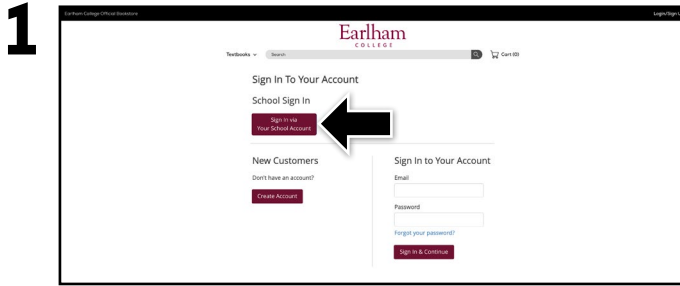 1
Earlham College Official Bookstore
Login/Sign U
Earlham
COLLEGE
Textbooks
Search
Cart (0)
Sign In To Your Account
School Sign In
Sign In via
Your School Account
New Customers
Don't have an account?
Create Account
Sign In to Your Account
Email
Password
Forgot your password?
Sign In & Continue